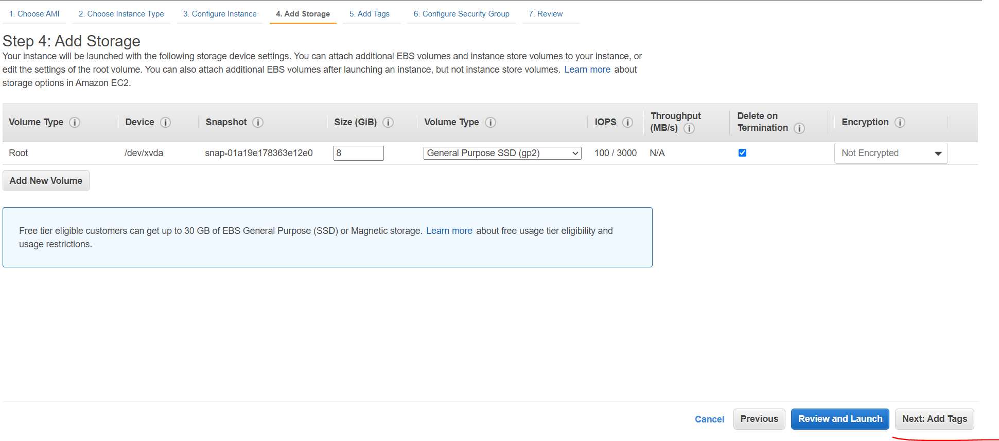 1. Choose AMI 2. Choose Instance Type 3. Configure Instance 4. Add Storage 5. Add Tags 6. Configure Security Group 7. Review
Step 4: Add Storage
Your instance will be launched with the following storage device settings. You can attach additional EBS volumes and instance store volumes to your instance, or
edit the settings of the root volume. You can also attach additional EBS volumes after launching an instance, but not instance store volumes. Learn more about
storage options in Amazon EC2.
Volume Type i Device i Snapshot i Size (GiB) i Volume Type i IOPS i Throughput (MB/s) i Delete on Termination i Encryption i
Root /dev/xvda snap-01a19e178363e12e0 8 General Purpose SSD (gp2) 100 / 3000 N/A Not Encrypted
Add New Volume
Free tier eligible customers can get up to 30 GB of EBS General Purpose (SSD) or Magnetic storage. Learn more about free usage tier eligibility and
usage restrictions.
Cancel Previous Review and Launch Next: Add Tags